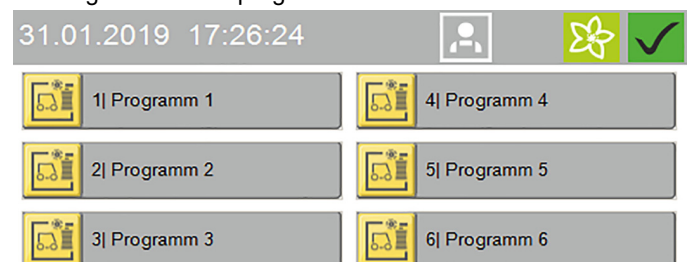 31.01.2019 17:26:24
1| Programm 1
4| Programm 4
2| Programm 2
5| Programm 5
3| Programm 3
6| Programm 6